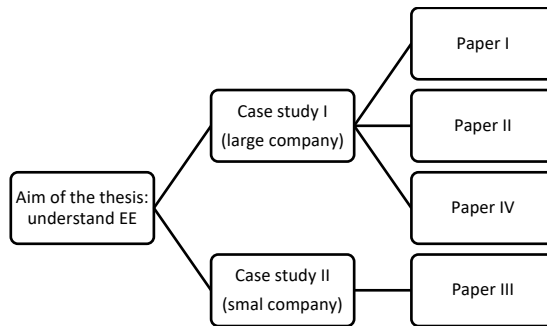 Aim of the thesis:
understand EE
Case study I
(large company)
Case study II
(smal company)
Paper I
Paper II
Paper IV
Paper III